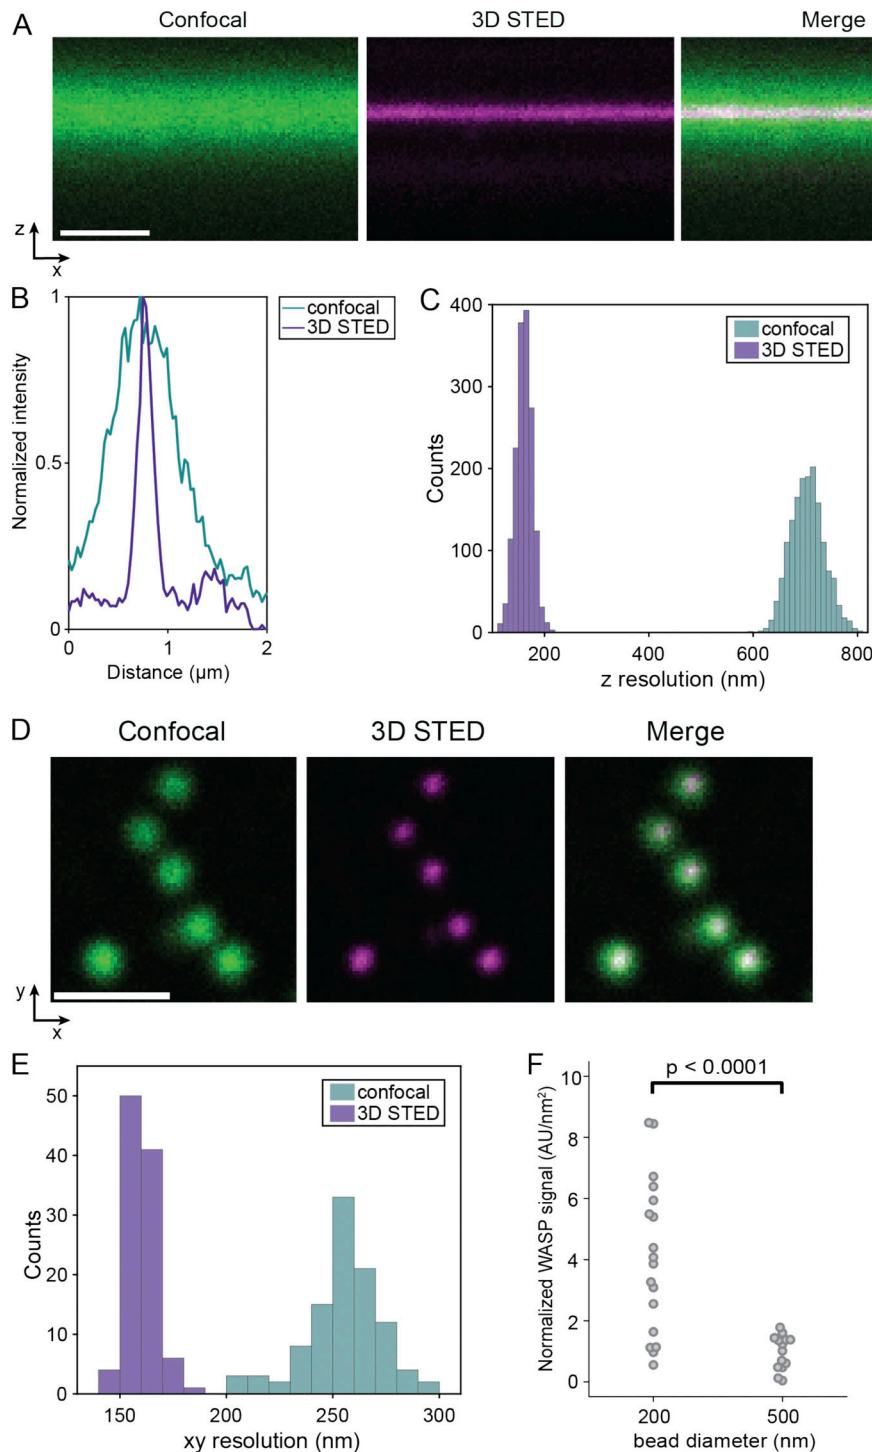 A
Confocal
3D STED
Merge
z
x
B
1
0.5
0
0
1
2
Normalized intensity
Distance (µm)
confocal
3D STED
C
400
300
200
100
0
200
400
600
800
Counts
z resolution (nm)
confocal
3D STED
D
Confocal
3D STED
Merge
y
x
E
50
40
30
20
10
0
150
200
250
300
Counts
xy resolution (nm)
confocal
3D STED
F
p < 0.0001
10
8
6
4
2
0
200
500
Normalized WASP signal (AU/nm²)
bead diameter (nm)